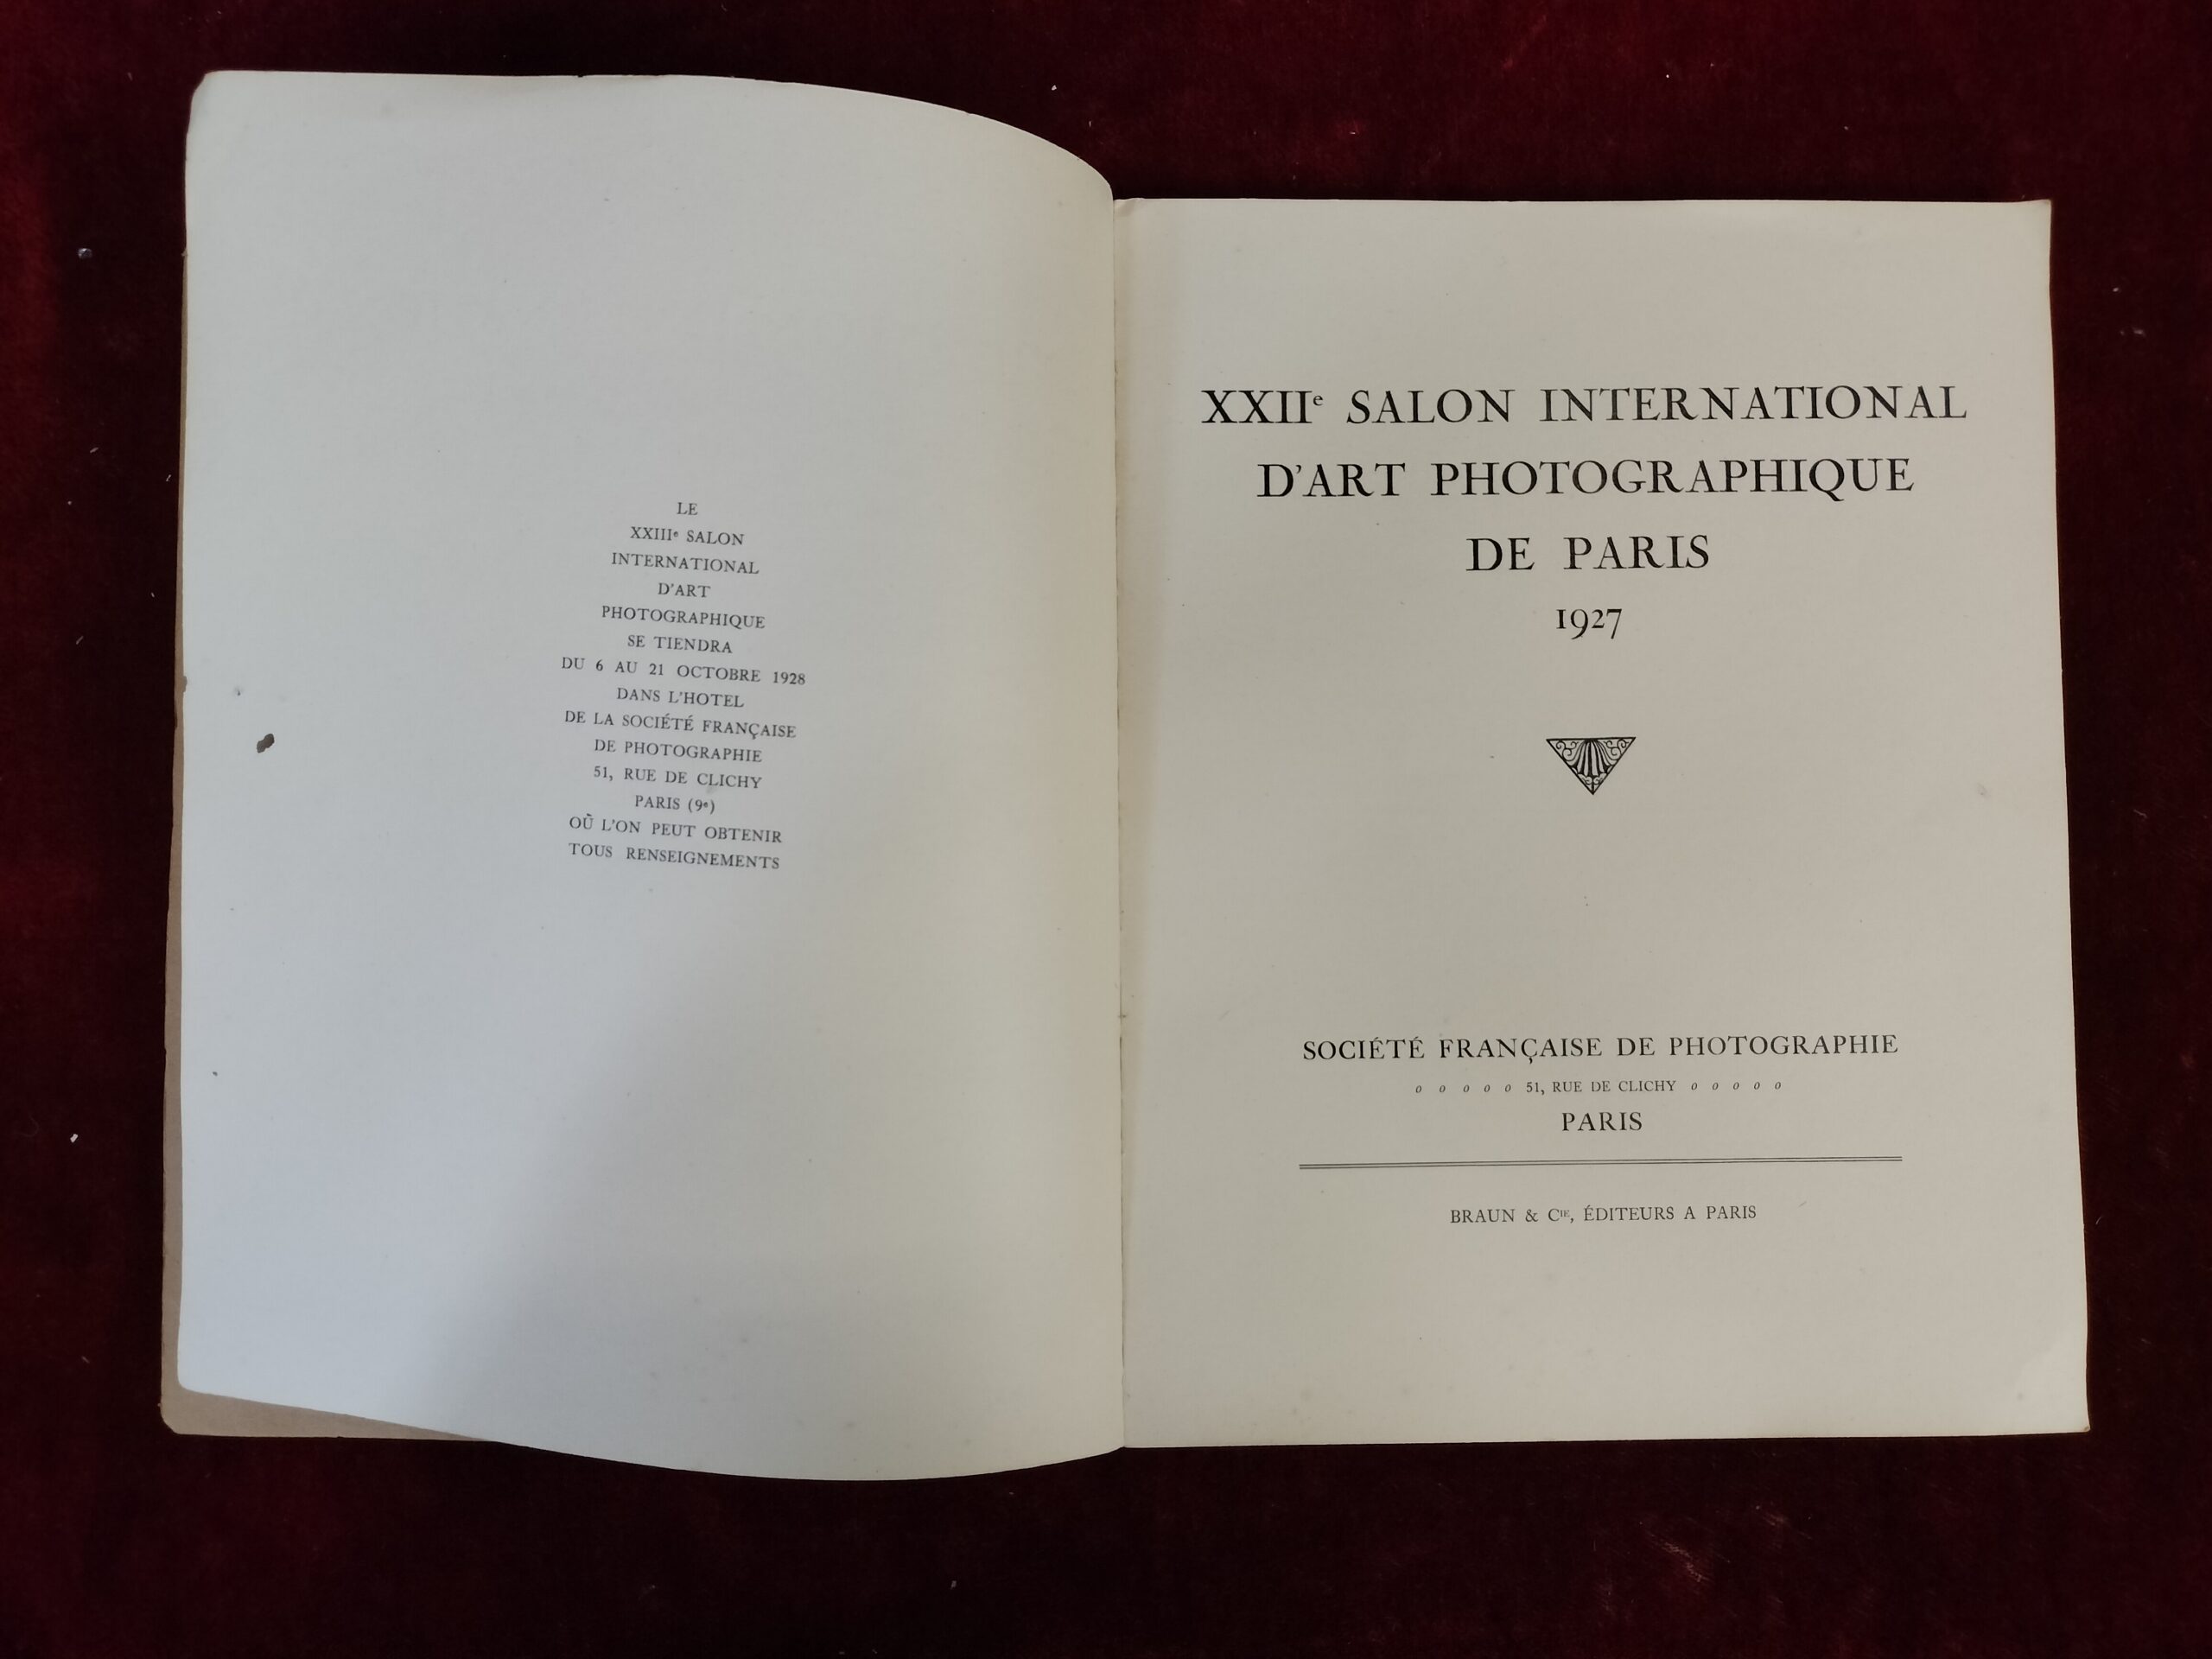 LE
XXIIIe SALON
INTERNATIONAL
D'ART
PHOTOGRAPHIQUE
SE TIENDRA
DU 6 AU 21 OCTOBRE 1928
DANS L'HOTEL
DE LA SOCIÉTÉ FRANÇAISE
DE PHOTOGRAPHIE
51, RUE DE CLICHY
PARIS (9e)
OÙ L'ON PEUT OBTENIR
TOUS RENSEIGNEMENTS
XXIIe SALON INTERNATIONAL
D'ART PHOTOGRAPHIQUE
DE PARIS
1927
SOCIÉTÉ FRANÇAISE DE PHOTOGRAPHIE
o o o o o 51, RUE DE CLICHY o o o o o
PARIS
BRAUN & CIE, ÉDITEURS A PARIS